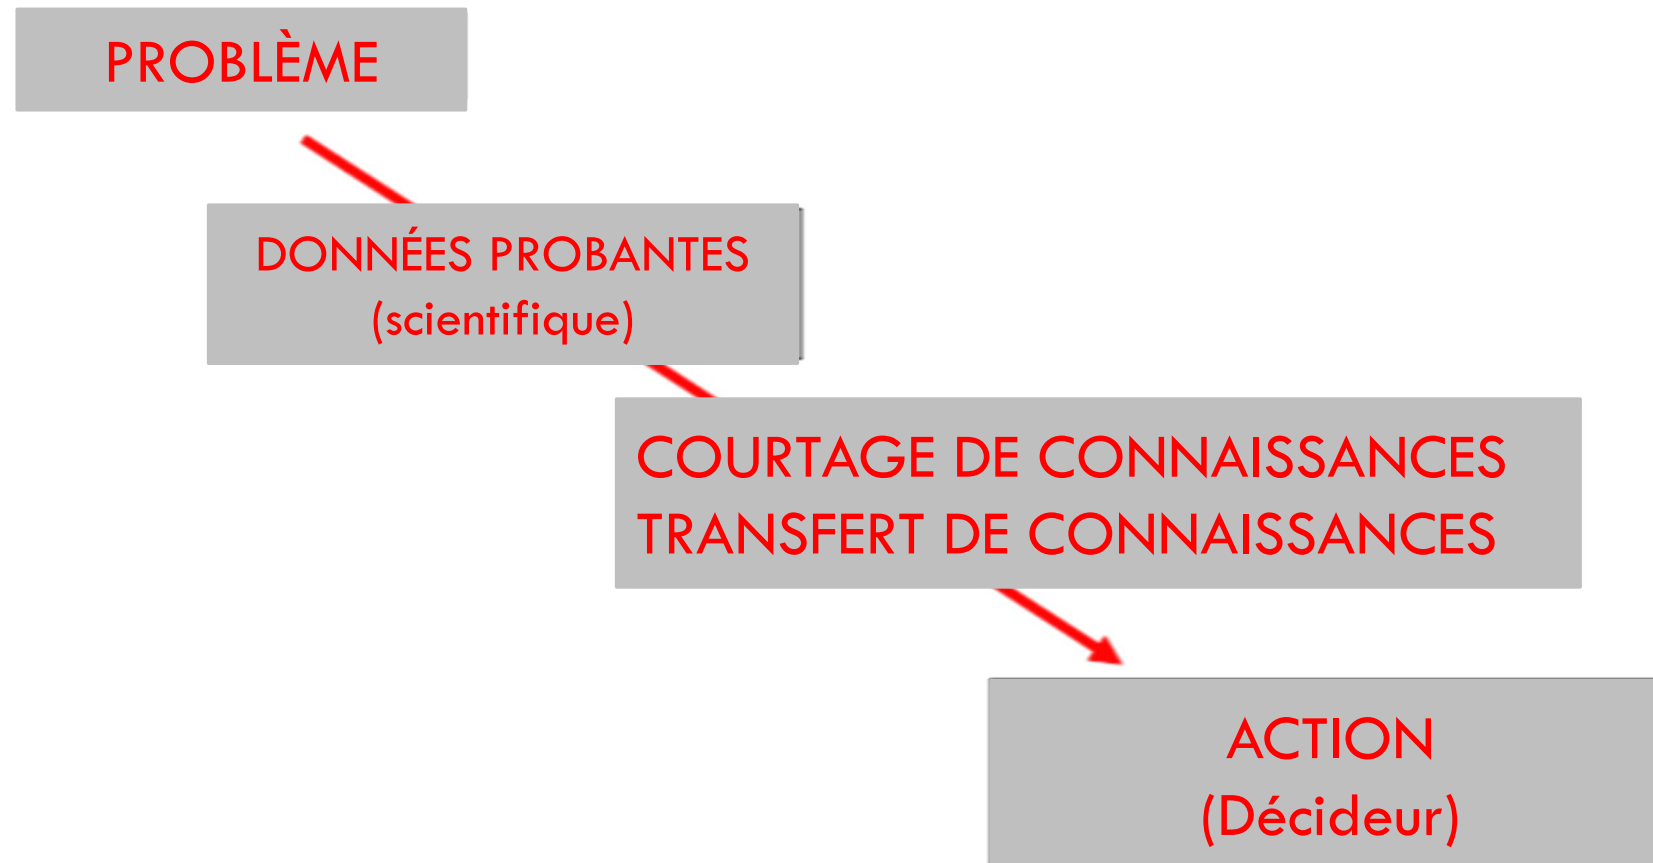 PROBLÈME
DONNÉES PROBANTES
(scientifique)
COURTAGE DE CONNAISSANCES
TRANSFERT DE CONNAISSANCES
ACTION
(Décideur)